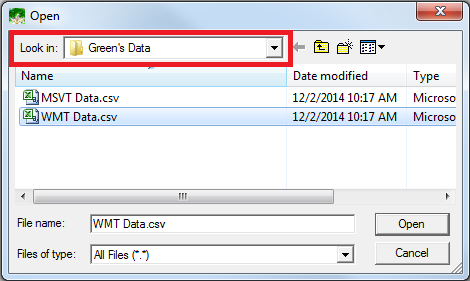 Open
Look in: Green's Data
Name Date modified Type
MSVT Data.csv 12/2/2014 10:17 AM Microso
WMT Data.csv 12/2/2014 10:17 AM Microso
File name: WMT Data.csv Open
Files of type: All Files (*.*) Cancel